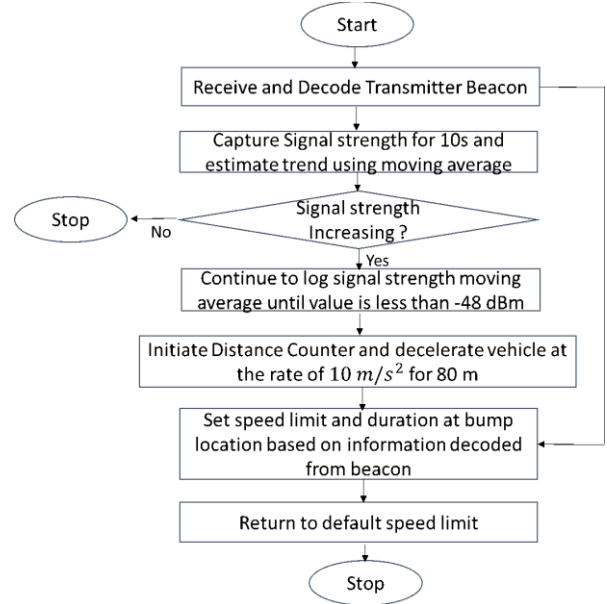 Start
Receive and Decode Transmitter Beacon
Capture Signal strength for 10s and
estimate trend using moving average
Signal strength
Increasing ?
Stop
No
Yes
Continue to log signal strength moving
average until value is less than -48 dBm
Initiate Distance Counter and decelerate vehicle at
the rate of 10 m/s² for 80 m
Set speed limit and duration at bump
location based on information decoded
from beacon
Return to default speed limit
Stop